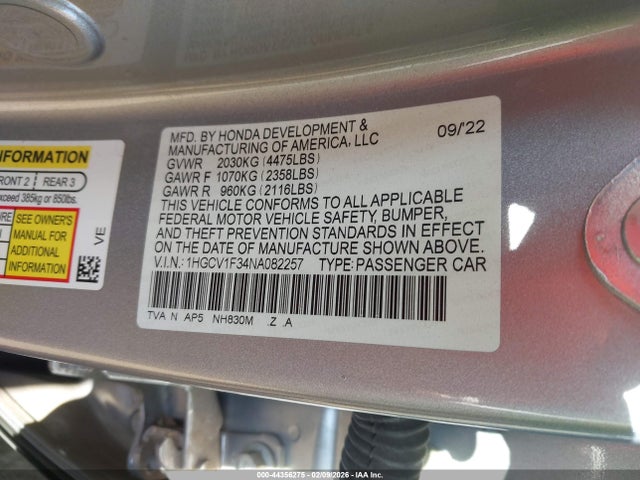 MFD. BY HONDA DEVELOPMENT &
MANUFACTURING OF AMERICA, LLC
09/'22
GVWR 2030KG (4475LBS)
GAWR F 1070KG (2358LBS)
GAWR R 960KG (2116LBS)
THIS VEHICLE CONFORMS TO ALL APPLICABLE
FEDERAL MOTOR VEHICLE SAFETY, BUMPER,
AND THEFT PREVENTION STANDARDS IN EFFECT
ON THE DATE OF MANUFACTURE SHOWN ABOVE.
V.I.N.: 1HGCV1F34NA082257 TYPE: PASSENGER CAR
TVA N AP5 NH830M .Z .A
INFORMATION
FRONT 2 REAR 3
exceed 385kg or 850lbs.
SEE OWNER'S
MANUAL FOR
ADDITIONAL
INFORMATION
VE
000-44356275 - 02/09/2026 - IAA Inc.